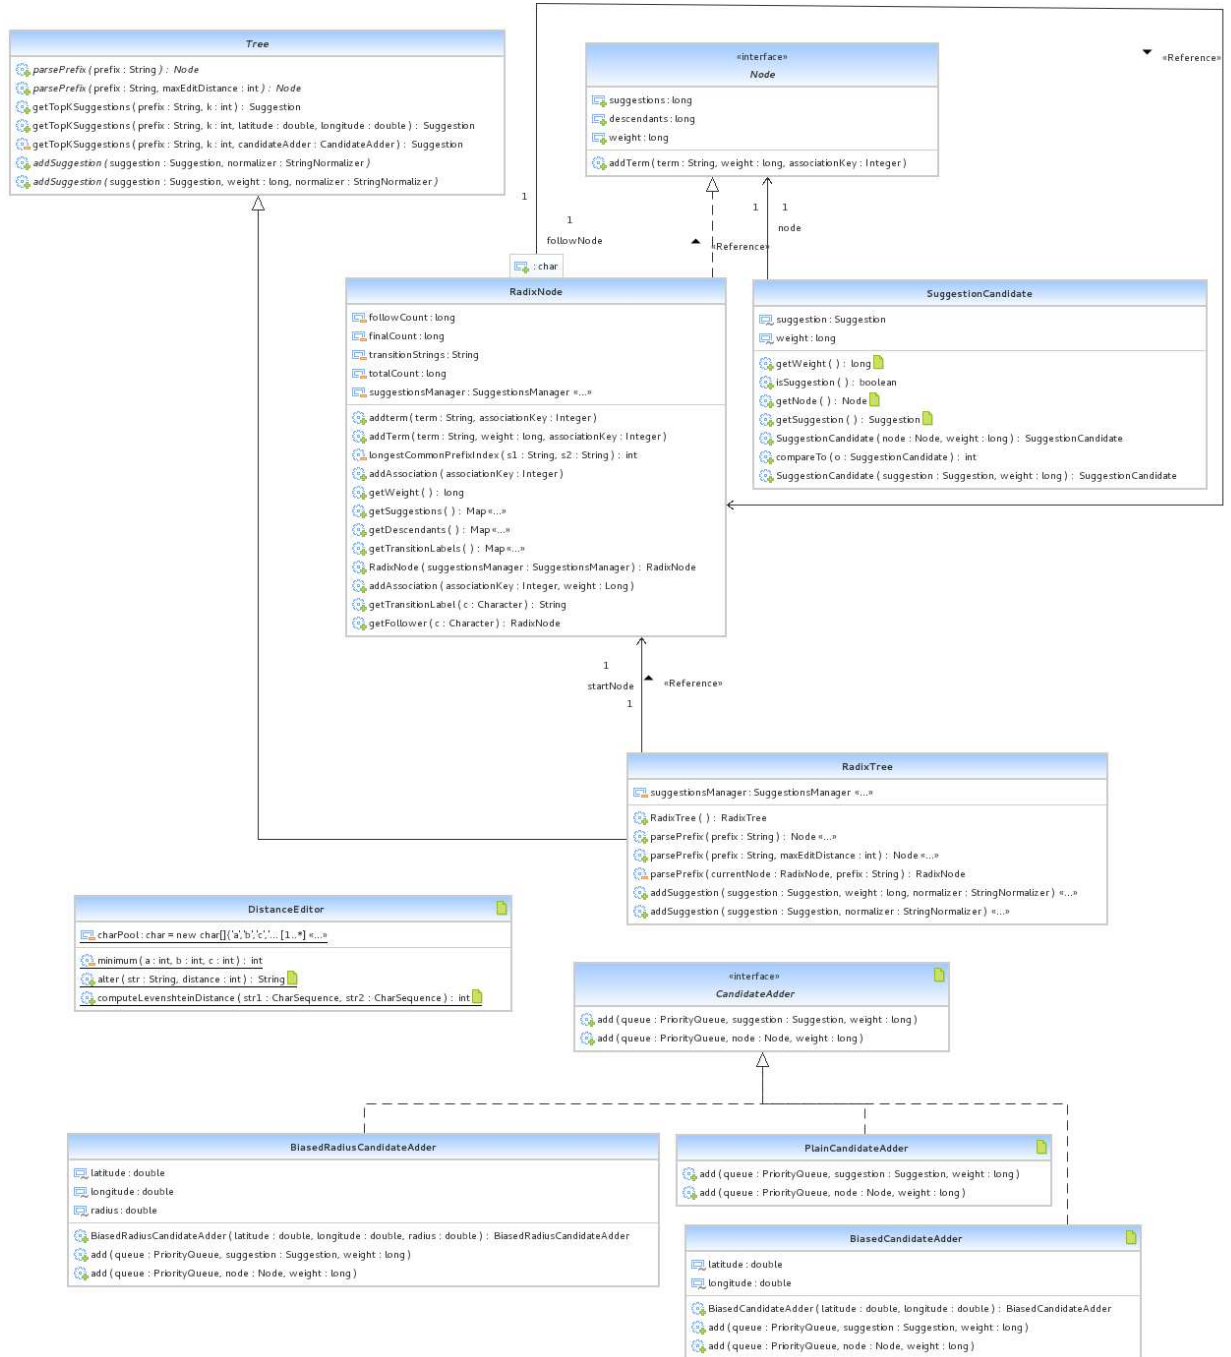 Tree
parsePrefix ( prefix : String ) : Node
parsePrefix ( prefix : String, maxEditDistance : int ) : Node
getTopKSuggestions ( prefix : String, k : int ) : Suggestion
getTopKSuggestions ( prefix : String, k : int, latitude : double, longitude : double ) : Suggestion
getTopKSuggestions ( prefix : String, k : int, candidateAdder : CandidateAdder ) : Suggestion
addSuggestion ( suggestion : Suggestion, normalizer : StringNormalizer )
addSuggestion ( suggestion : Suggestion, weight : long, normalizer : StringNormalizer )
«interface»
Node
suggestions : long
descendants : long
weight : long
addTerm ( term : String, weight : long, associationKey : Integer )
«Reference»
1
1
followNode
«Reference»
1
1
node
: char
RadixNode
followCount : long
finalCount : long
transitionStrings : String
totalCount : long
suggestionsManager : SuggestionsManager «...»
addterm ( term : String, associationKey : Integer )
addTerm ( term : String, weight : long, associationKey : Integer )
longestCommonPrefixIndex ( s1 : String, s2 : String ) : int
addAssociation ( associationKey : Integer )
getWeight ( ) : long
getSuggestions ( ) : Map «...»
getDescendants ( ) : Map «...»
getTransitionLabels ( ) : Map «...»
RadixNode ( suggestionsManager : SuggestionsManager ) : RadixNode
addAssociation ( associationKey : Integer, weight : Long )
getTransitionLabel ( c : Character ) : String
getFollower ( c : Character ) : RadixNode
SuggestionCandidate
suggestion : Suggestion
weight : long
getWeight ( ) : long
isSuggestion ( ) : boolean
getNode ( ) : Node
getSuggestion ( ) : Suggestion
SuggestionCandidate ( node : Node, weight : long ) : SuggestionCandidate
compareTo ( o : SuggestionCandidate ) : int
SuggestionCandidate ( suggestion : Suggestion, weight : long ) : SuggestionCandidate
1
startNode
«Reference»
1
RadixTree
suggestionsManager : SuggestionsManager «...»
RadixTree ( ) : RadixTree
parsePrefix ( prefix : String ) : Node «...»
parsePrefix ( prefix : String, maxEditDistance : int ) : Node «...»
parsePrefix ( currentNode : RadixNode, prefix : String ) : RadixNode
addSuggestion ( suggestion : Suggestion, weight : long, normalizer : StringNormalizer ) «...»
addSuggestion ( suggestion : Suggestion, normalizer : StringNormalizer ) «...»
DistanceEditor
charPool : char = new char[]{'a','b','c','... [1..*] «...»
minimum ( a : int, b : int, c : int ) : int
alter ( str : String, distance : int ) : String
computeLevenshteinDistance ( str1 : CharSequence, str2 : CharSequence ) : int
«interface»
CandidateAdder
add ( queue : PriorityQueue, suggestion : Suggestion, weight : long )
add ( queue : PriorityQueue, node : Node, weight : long )
BiasedRadiusCandidateAdder
latitude : double
longitude : double
radius : double
BiasedRadiusCandidateAdder ( latitude : double, longitude : double, radius : double ) : BiasedRadiusCandidateAdder
add ( queue : PriorityQueue, suggestion : Suggestion, weight : long )
add ( queue : PriorityQueue, node : Node, weight : long )
PlainCandidateAdder
add ( queue : PriorityQueue, suggestion : Suggestion, weight : long )
add ( queue : PriorityQueue, node : Node, weight : long )
BiasedCandidateAdder
latitude : double
longitude : double
BiasedCandidateAdder ( latitude : double, longitude : double ) : BiasedCandidateAdder
add ( queue : PriorityQueue, suggestion : Suggestion, weight : long )
add ( queue : PriorityQueue, node : Node, weight : long )